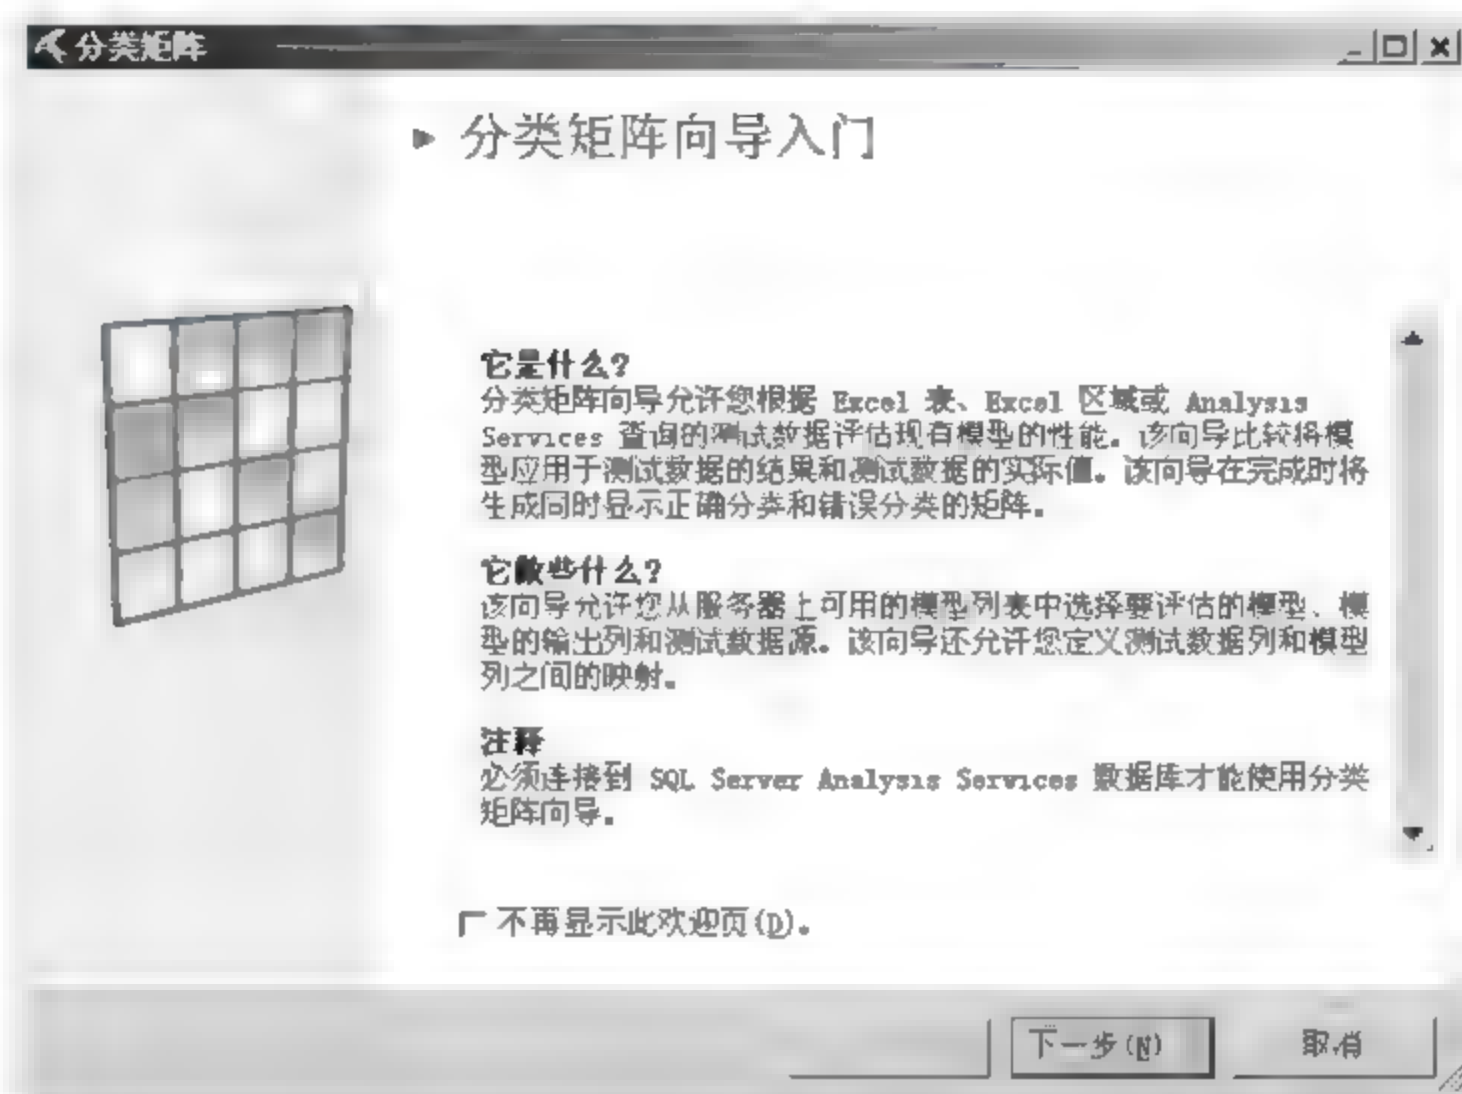 分类矩阵
分类矩阵向导入门
它是什么?
分类矩阵向导允许您根据 Excel 表、Excel 区域或 Analysis
Services 查询的测试数据评估现有模型的性能。该向导比较将模
型应用于测试数据的结果和测试数据的实际值。该向导在完成时将
生成同时显示正确分类和错误分类的矩阵。
它做些什么?
该向导允许您从服务器上可用的模型列表中选择要评估的模型、模
型的输出列和测试数据源。该向导还允许您定义测试数据列和模型
列之间的映射。
注释
必须连接到 SQL Server Analysis Services 数据库才能使用分类
矩阵向导。
不再显示此欢迎页(D)。
下一步(N)
取消